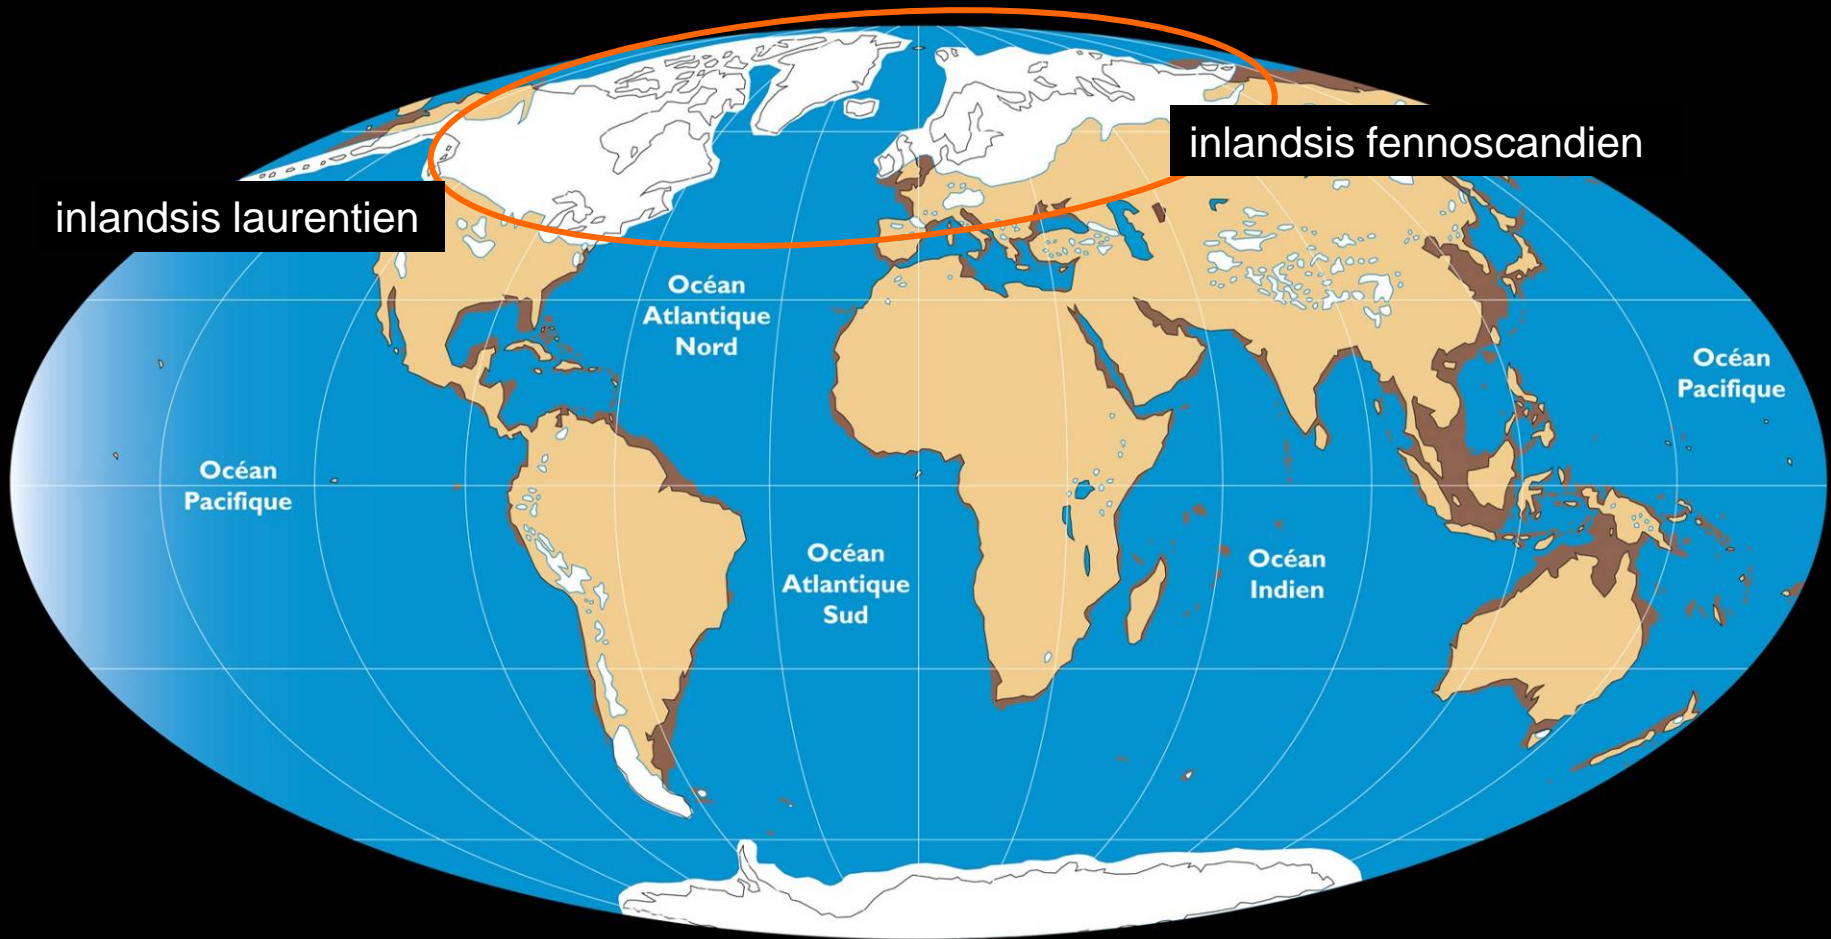 inlandsis fennoscandien
inlandsis laurentien
Océan
Atlantique
Nord
Océan
Pacifique
Océan
Pacifique
Océan
Atlantique
Sud
Océan
Indien